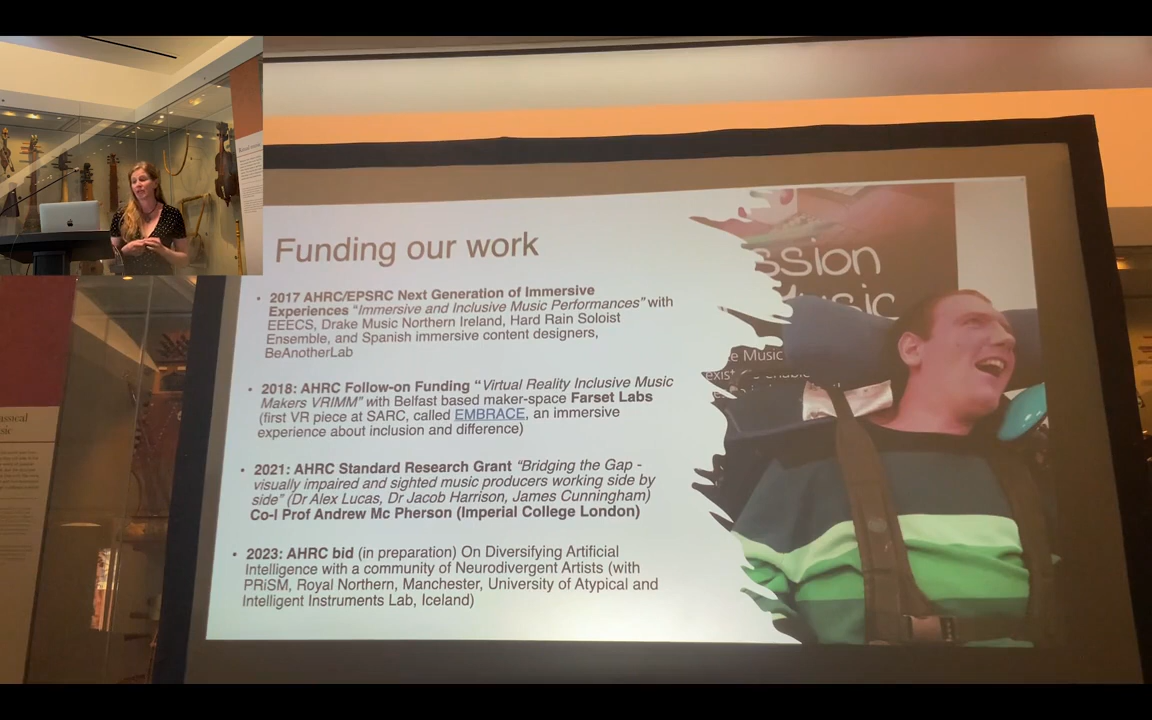 Funding our work
• 2017 AHRC/EPSRC Next Generation of Immersive
Experiences "Immersive and Inclusive Music Performances" with
EEECS, Drake Music Northern Ireland, Hard Rain Soloist
Ensemble, and Spanish immersive content designers,
BeAnotherLab
• 2018: AHRC Follow-on Funding "Virtual Reality Inclusive Music
Makers VRIMM" with Belfast based maker-space Farset Labs
(first VR piece at SARC, called EMBRACE, an immersive
experience about inclusion and difference)
• 2021: AHRC Standard Research Grant "Bridging the Gap -
visually impaired and sighted music producers working side by
side" (Dr Alex Lucas, Dr Jacob Harrison, James Cunningham)
Co-I Prof Andrew Mc Pherson (Imperial College London)
• 2023: AHRC bid (in preparation) On Diversifying Artificial
Intelligence with a community of Neurodivergent Artists (with
PRiSM, Royal Northern, Manchester, University of Atypical and
Intelligent Instruments Lab, Iceland)
ssion
Music
e Music